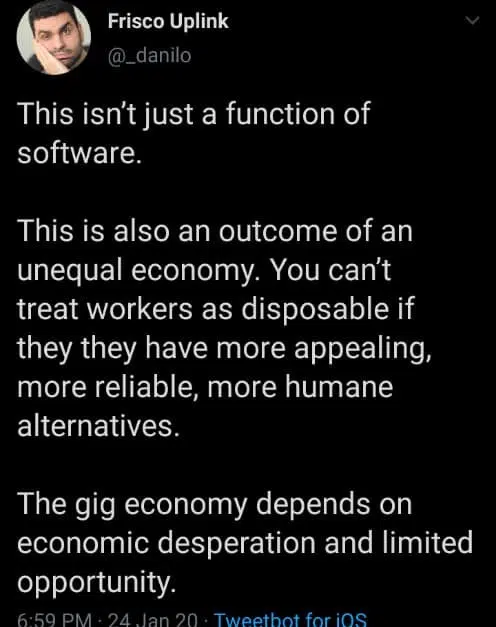 Frisco Uplink
@_danilo
This isn't just a function of
software.
This is also an outcome of an
unequal economy. You can't
treat workers as disposable if
they they have more appealing,
more reliable, more humane
alternatives.
The gig economy depends on
economic desperation and limited
opportunity.
6:59 PM · 24 Jan 20 · Tweetbot for iOS